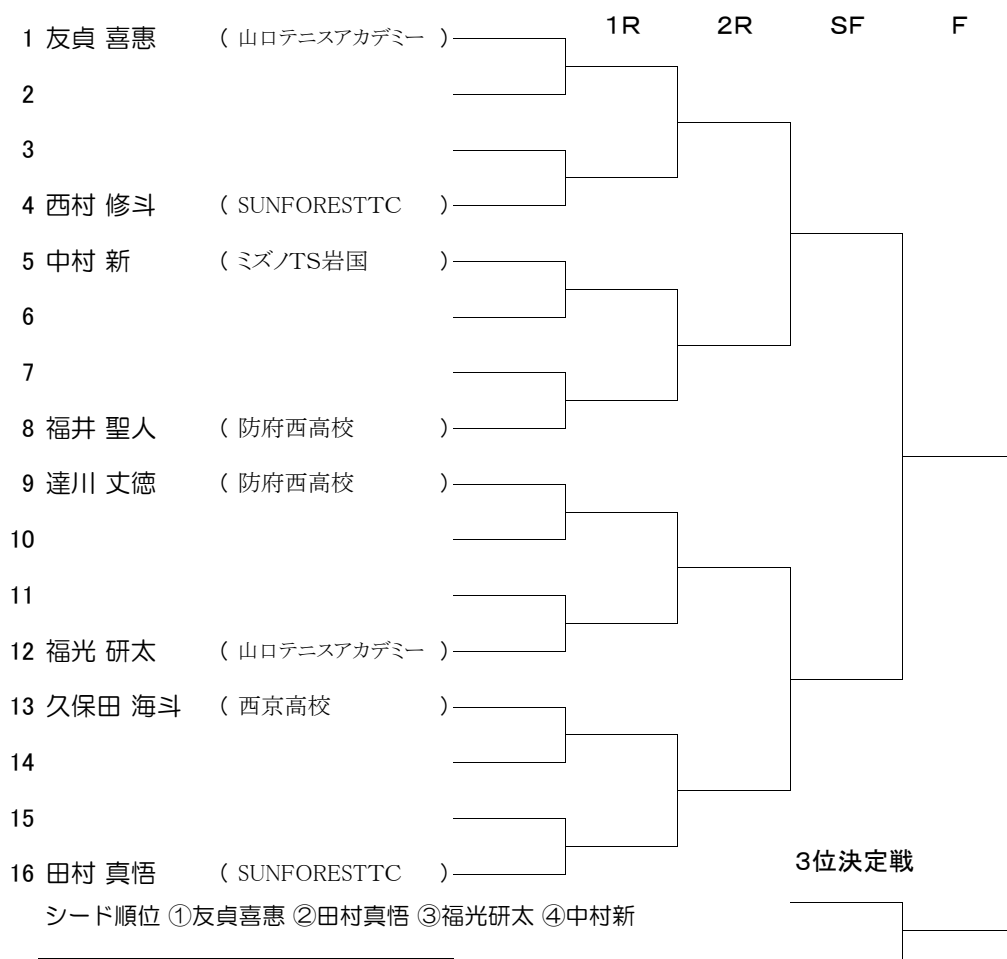 1R 2R SF F
1 友貞 喜惠 ( 山口テニスアカデミー )
2
3
4 西村 修斗 ( SUNFORESTTC )
5 中村 新 ( ミズノTS岩国 )
6
7
8 福井 聖人 ( 防府西高校 )
9 達川 丈徳 ( 防府西高校 )
10
11
12 福光 研太 ( 山口テニスアカデミー )
13 久保田 海斗 ( 西京高校 )
14
15
16 田村 真悟 ( SUNFORESTTC )
3位決定戦
シード順位 ①友貞喜惠 ②田村真悟 ③福光研太 ④中村新